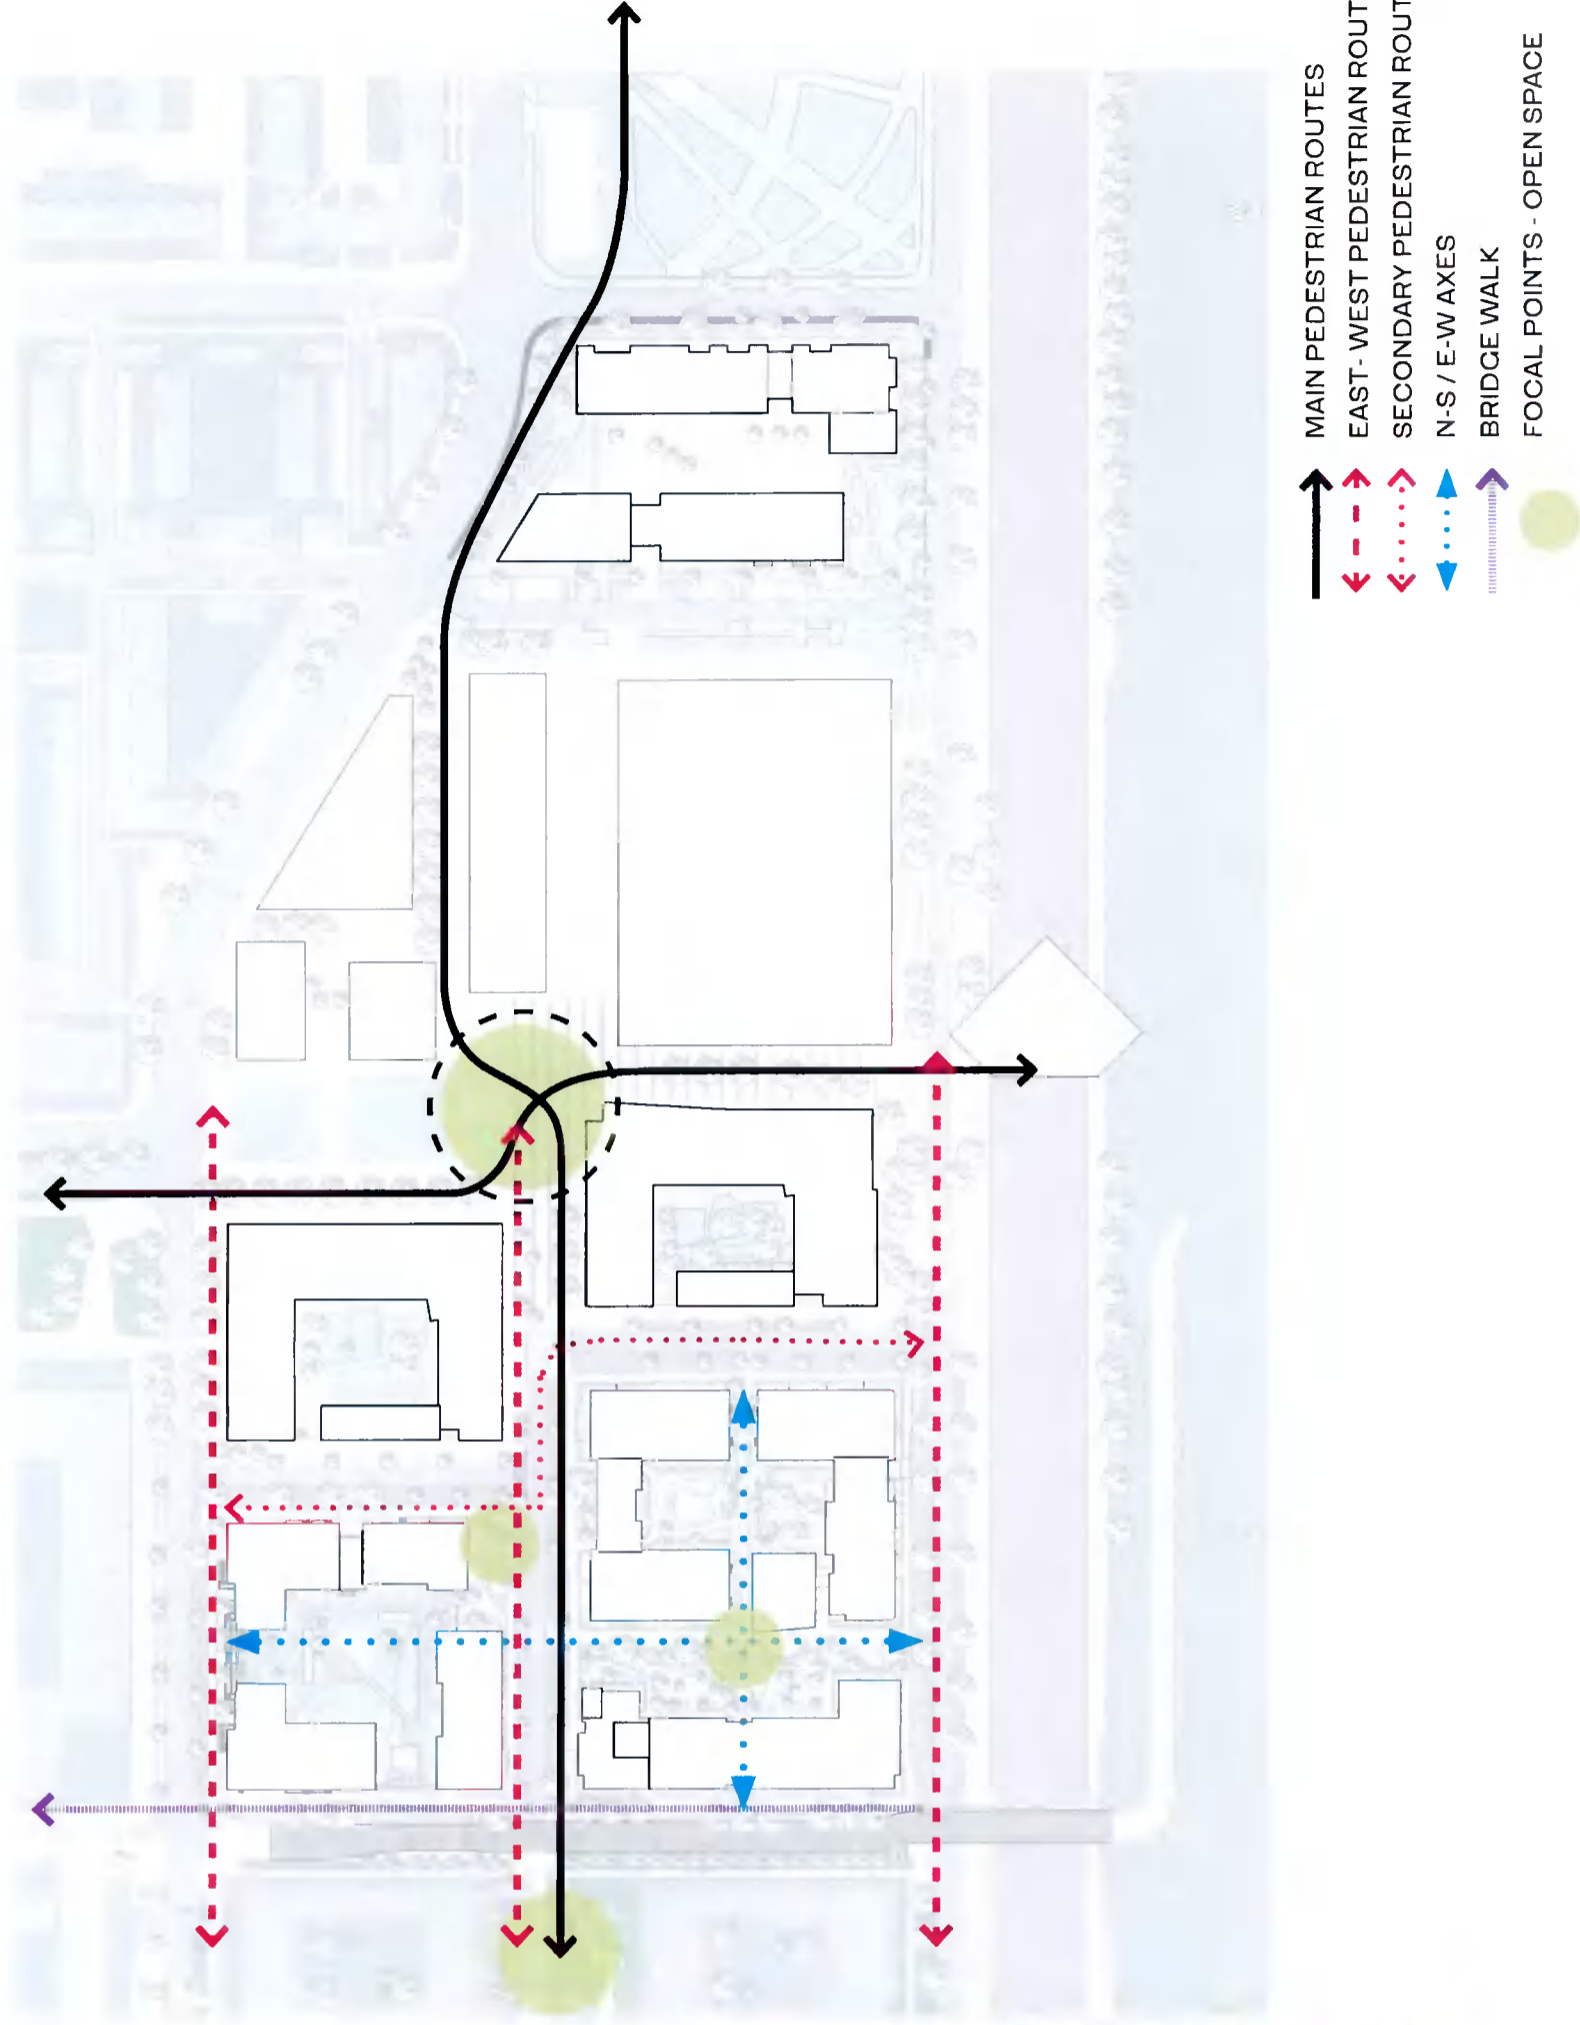 MAIN PEDESTRIAN ROUTES
EAST- WEST PEDESTRIAN ROUT
SECONDARY PEDESTRIAN ROUT
N-S / E-W AXES
BRIDGE WALK
FOCAL POINTS - OPEN SPACE